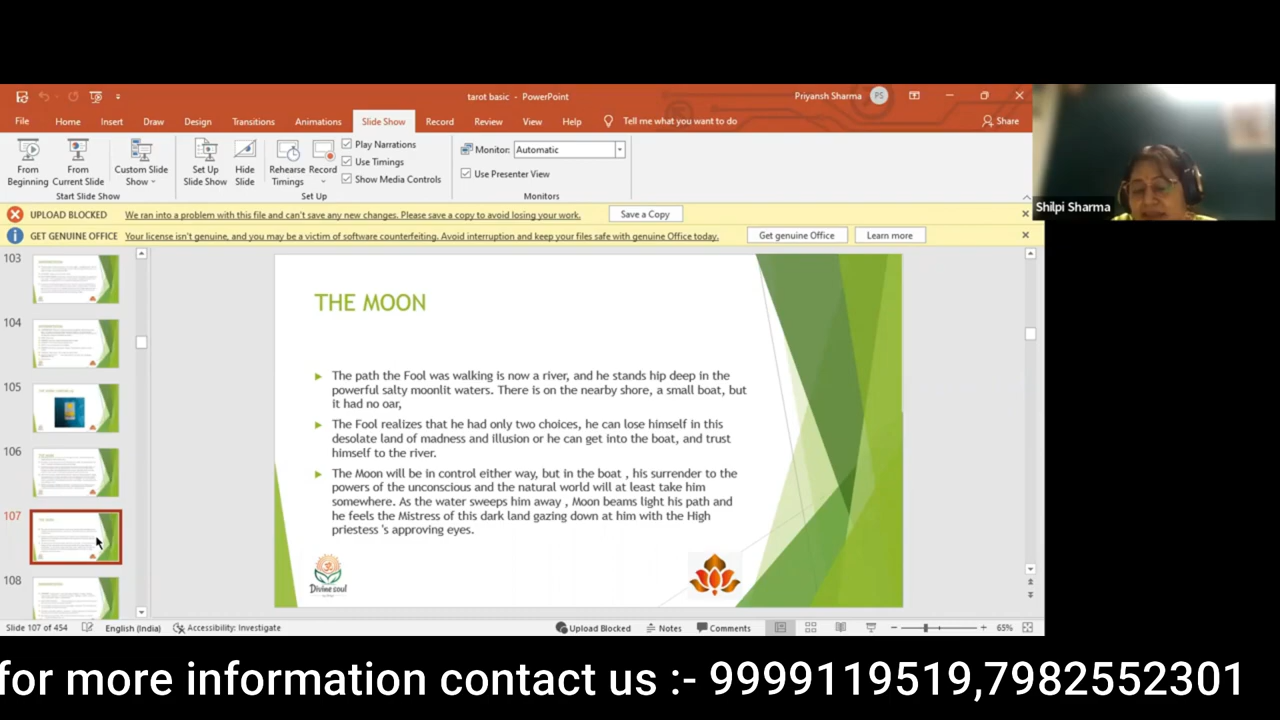 tarot basic - PowerPoint
Priyansh Sharma
PS
File
Home
Insert
Draw
Design
Transitions
Animations
Slide Show
Record
Review
View
Help
Tell me what you want to do
Share
From Beginning
From Current Slide
Custom Slide Show
Set Up Slide Show
Hide Slide
Rehearse Timings
Record
Play Narrations
Use Timings
Show Media Controls
Monitor: Automatic
Use Presenter View
Start Slide Show
Set Up
Monitors
Shilpi Sharma
UPLOAD BLOCKED We ran into a problem with this file and can't save any new changes. Please save a copy to avoid losing your work. Save a Copy
GET GENUINE OFFICE Your license isn't genuine, and you may be a victim of software counterfeiting. Avoid interruption and keep your files safe with genuine Office today. Get genuine Office Learn more
103
104
105
106
107
108
THE MOON
The path the Fool was walking is now a river, and he stands hip deep in the
powerful salty moonlit waters. There is on the nearby shore, a small boat, but
it had no oar,
The Fool realizes that he had only two choices, he can lose himself in this
desolate land of madness and illusion or he can get into the boat, and trust
himself to the river.
The Moon will be in control either way, but in the boat , his surrender to the
powers of the unconscious and the natural world will at least take him
somewhere. As the water sweeps him away , Moon beams light his path and
he feels the Mistress of this dark land gazing down at him with the High
priestess 's approving eyes.
Divine soul
Slide 107 of 454
English (India)
Accessibility: Investigate
Upload Blocked
Notes
Comments
65%
for more information contact us :- 9999119519,7982552301